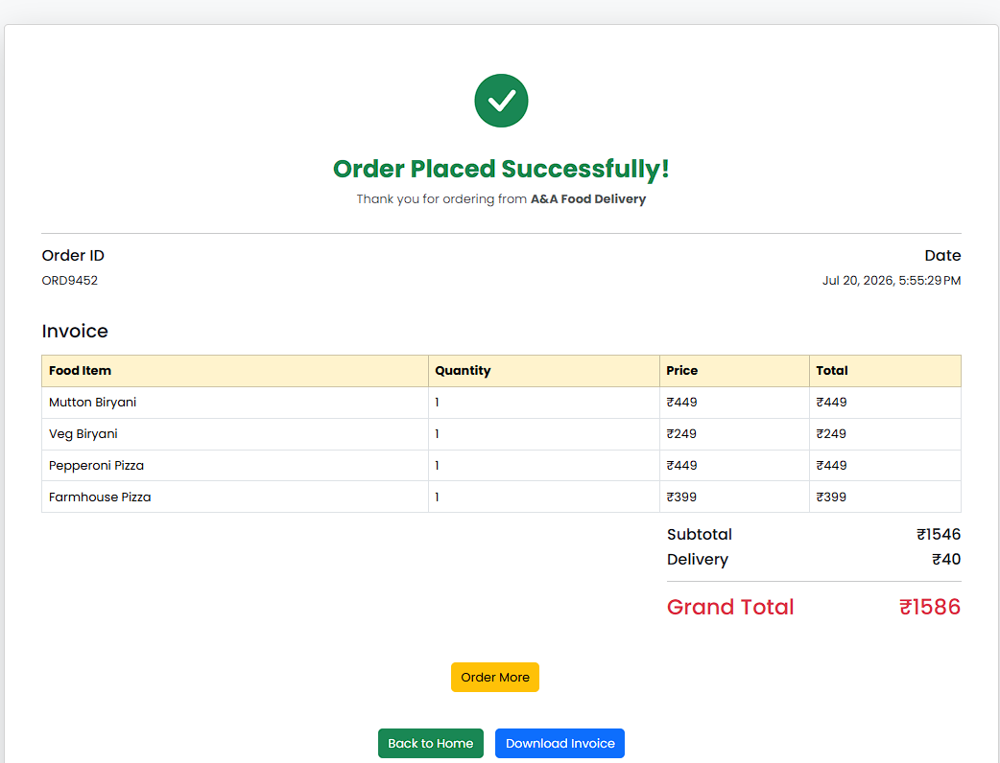 Order Placed Successfully!
Thank you for ordering from A&A Food Delivery
Order ID Date
ORD9452 Jul 20, 2026, 5:55:29 PM
Invoice
Food Item Quantity Price Total
Mutton Biryani 1 ₹449 ₹449
Veg Biryani 1 ₹249 ₹249
Pepperoni Pizza 1 ₹449 ₹449
Farmhouse Pizza 1 ₹399 ₹399
Subtotal ₹1546
Delivery ₹40
Grand Total ₹1586
Order More
Back to Home Download Invoice